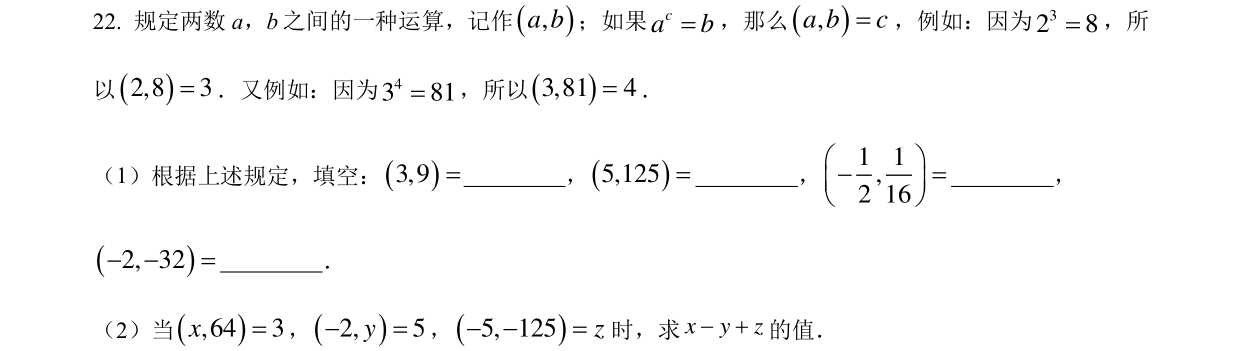 22. 规定两数 a，b 之间的一种运算，记作(a,b)；如果 a^c = b，那么(a,b) = c，例如：因为 2^3 = 8，所
以(2,8) = 3．又例如：因为 3^4 = 81，所以(3,81) = 4．
（1）根据上述规定，填空：(3,9) = ________，(5,125) = ________，(-1/2, 1/16) = ________，
(-2,-32) = ________．
（2）当(x,64) = 3，(-2, y) = 5，(-5,-125) = z 时，求 x - y + z 的值．